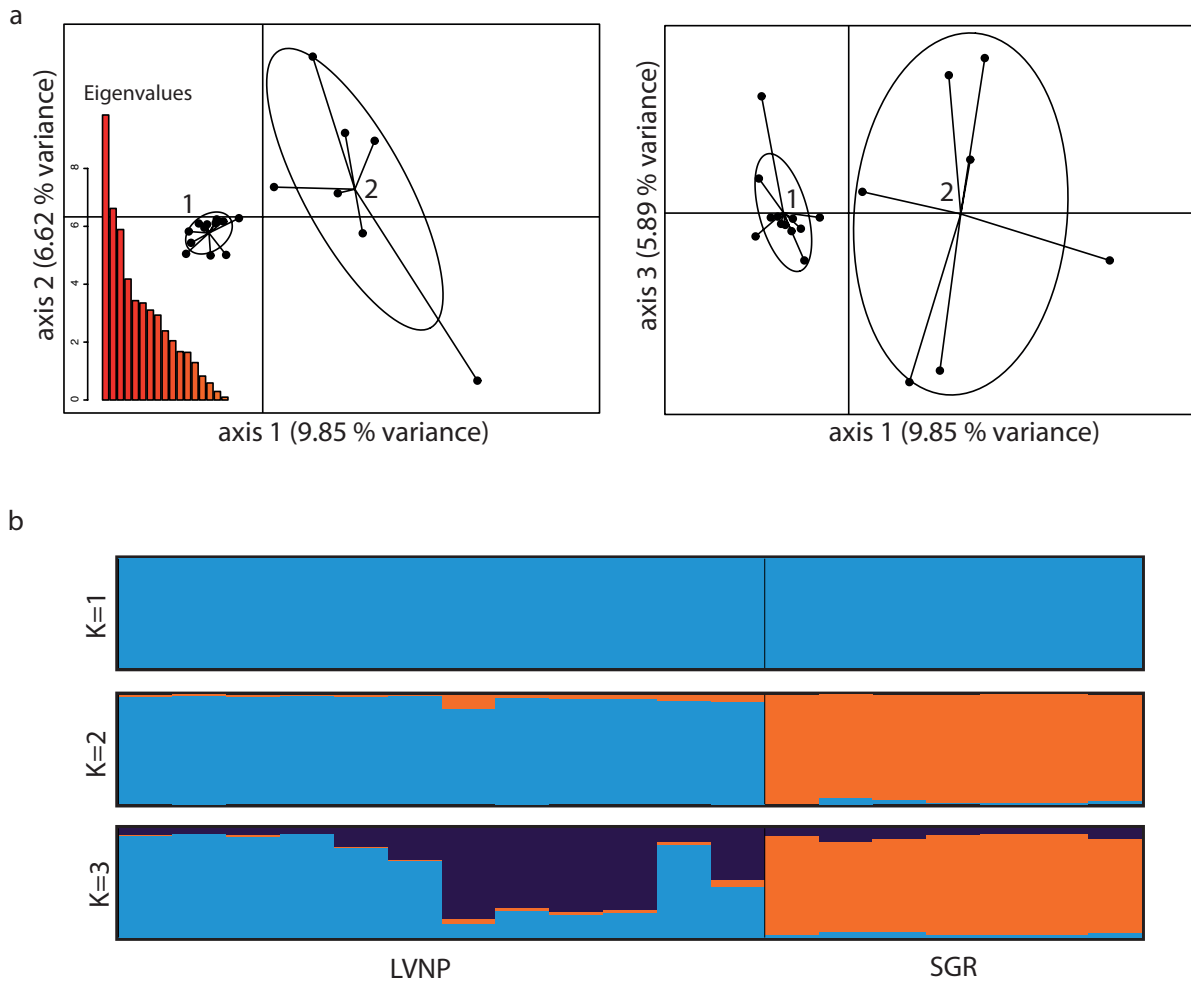 a
Eigenvalues
8
6
4
2
0
1
2
axis 2 (6.62 % variance)
axis 1 (9.85 % variance)
1
2
axis 3 (5.89 % variance)
axis 1 (9.85 % variance)
b
K=1
K=2
K=3
LVNP
SGR